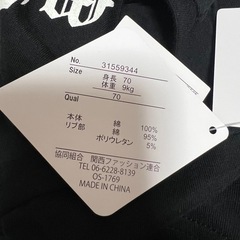 No. 31559344
Size 身長 70
体重 9kg
Qual 70
本体 綿 100%
リブ部 綿 95%
ポリウレタン 5%
協同組合 関西ファッション連合
TEL 06-6228-8139
OS-1769
MADE IN CHINA